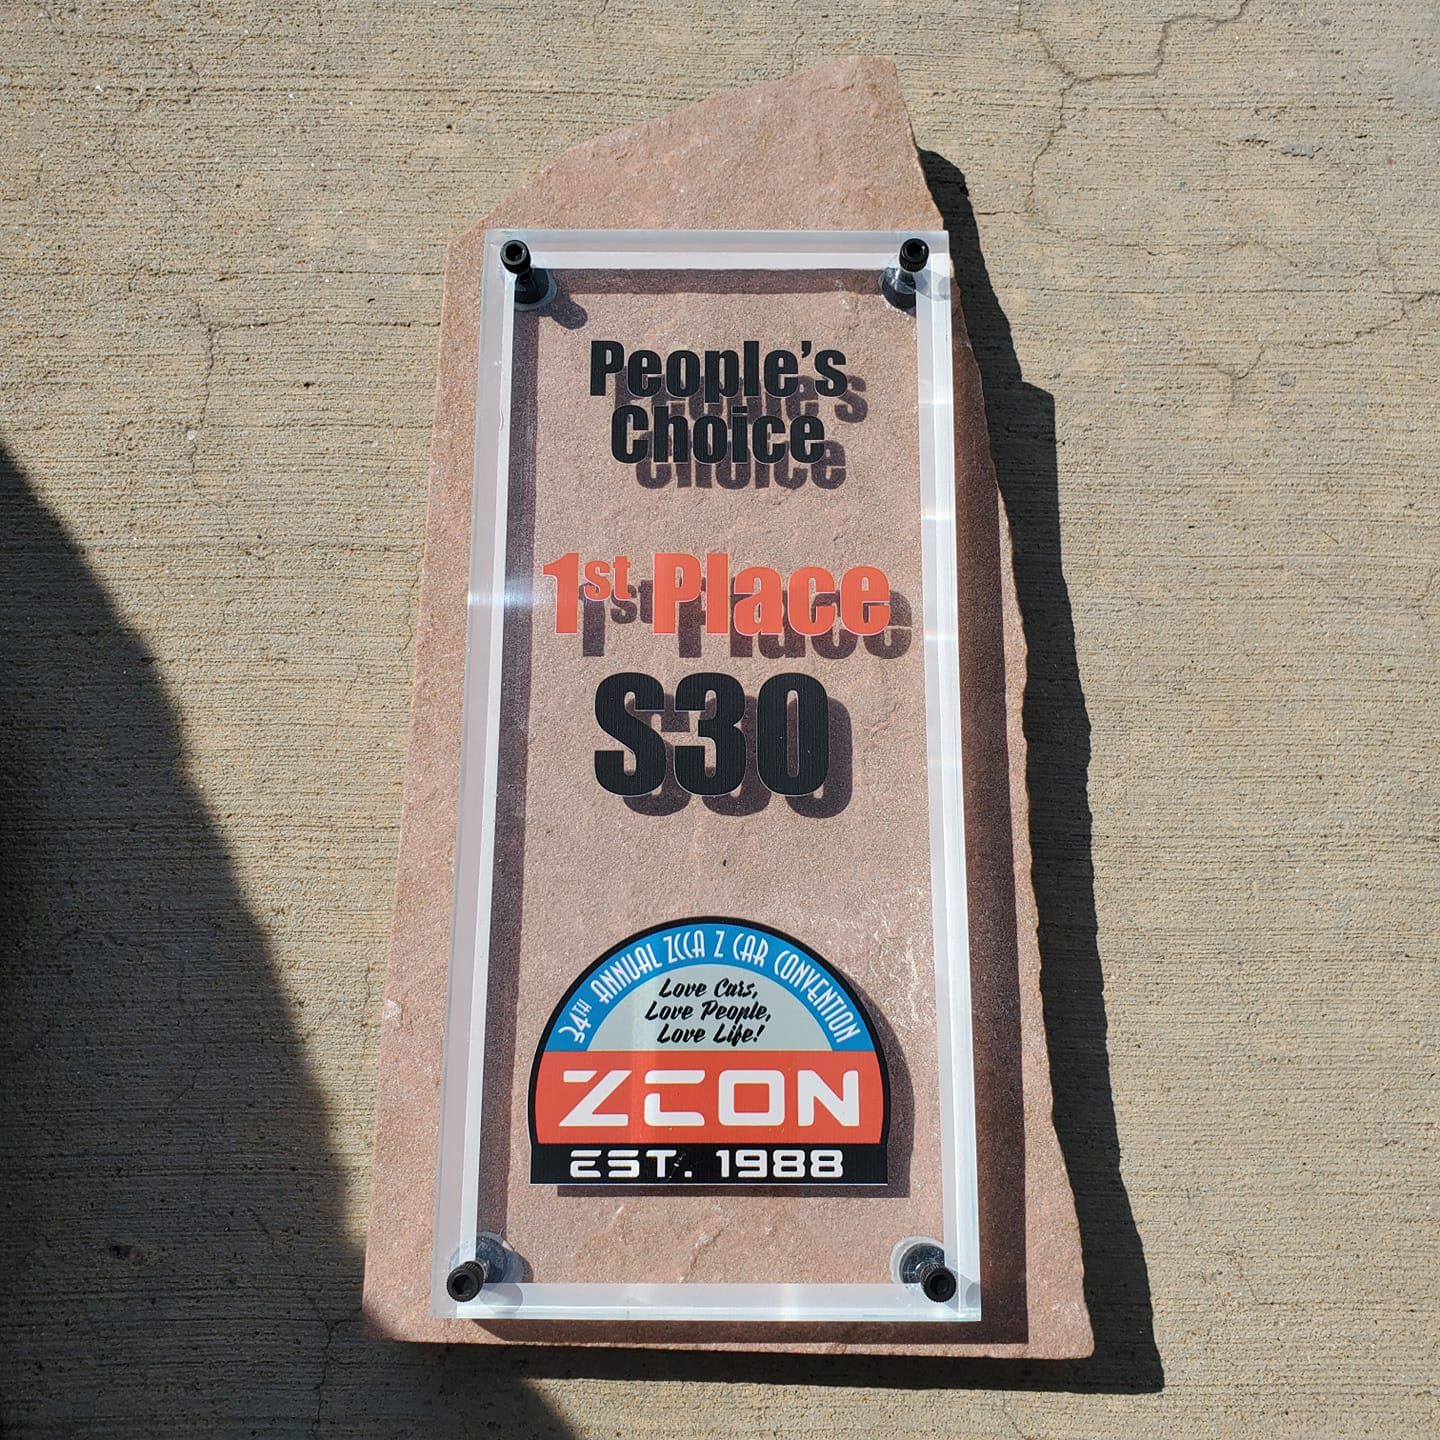 People's
Choice
1st Place
S30
34TH ANNUAL ZCCA Z CAR CONVENTION
Love Cars,
Love People,
Love Life!
ZCON
EST. 1988